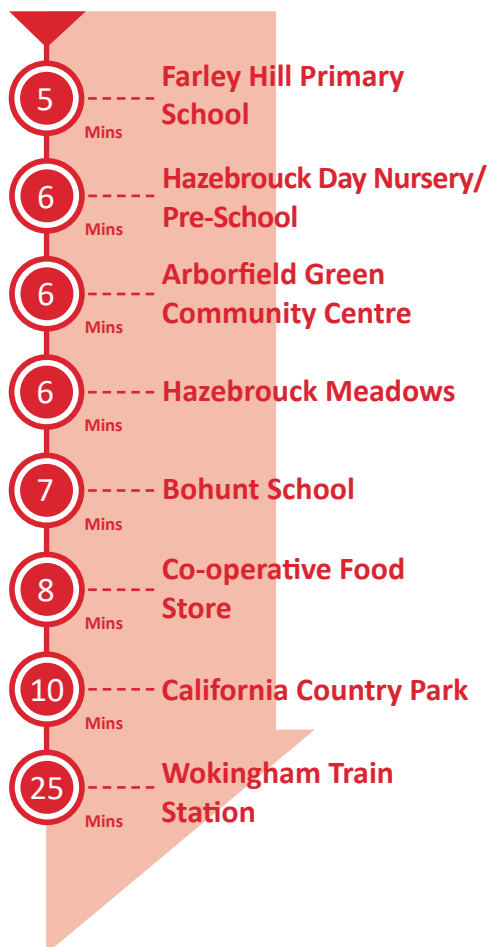 5
Mins
Farley Hill Primary
School
6
Mins
Hazebrouck Day Nursery/
Pre-School
6
Mins
Arborfield Green
Community Centre
6
Mins
Hazebrouck Meadows
7
Mins
Bohunt School
8
Mins
Co-operative Food
Store
10
Mins
California Country Park
25
Mins
Wokingham Train
Station